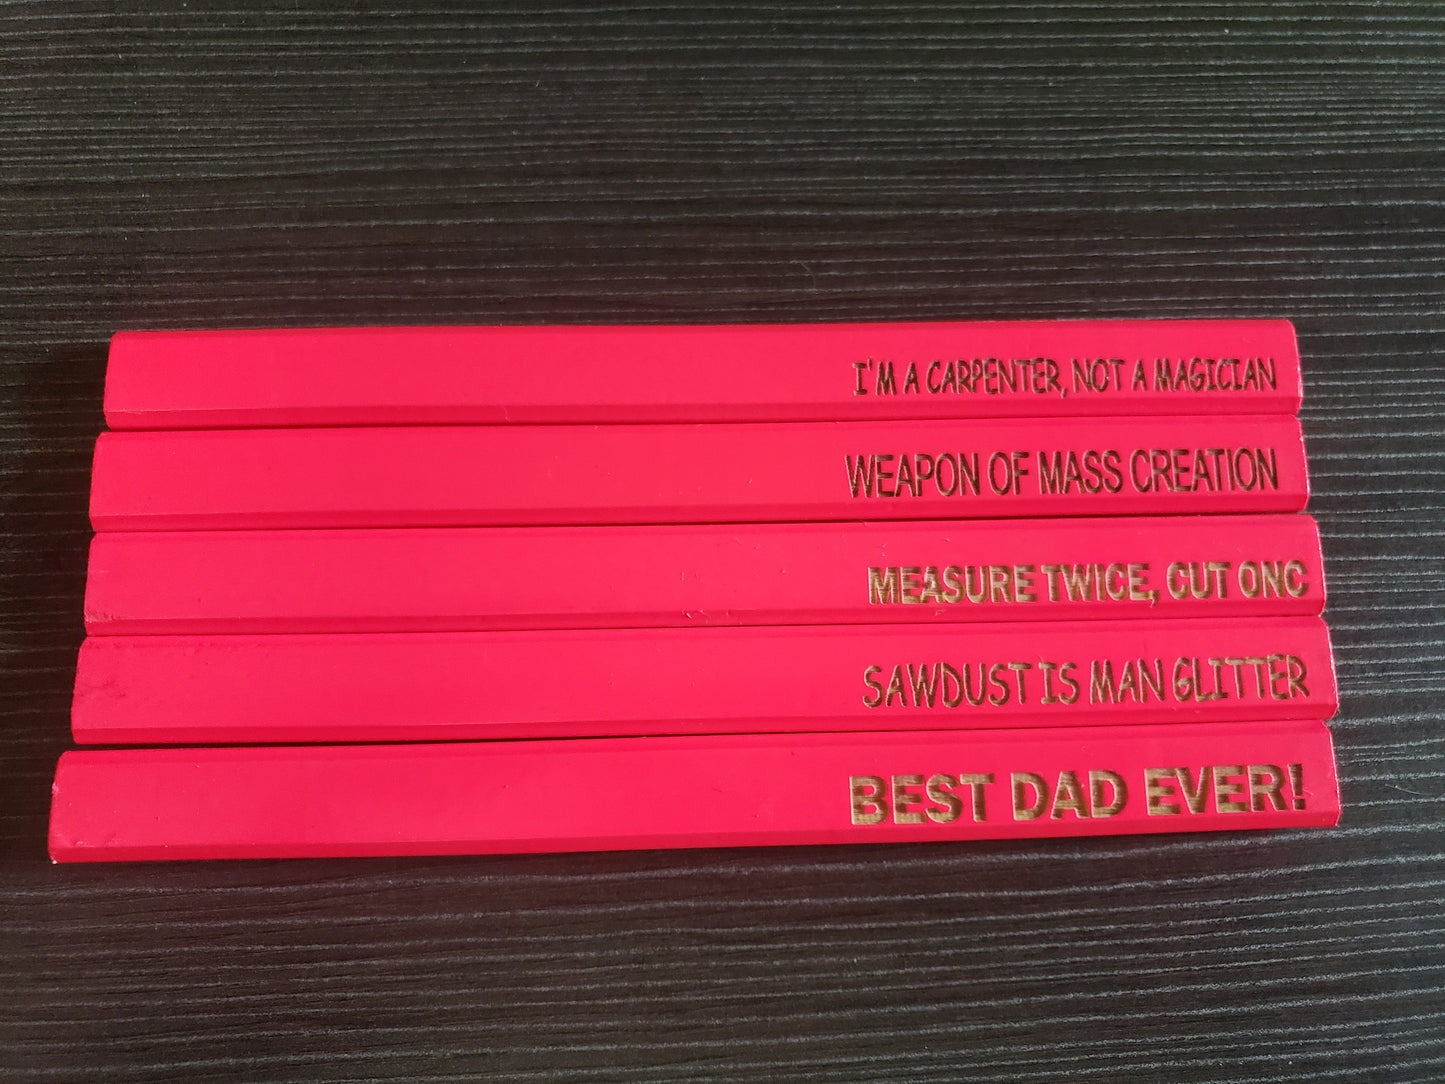 I'M A CARPENTER, NOT A MAGICIAN
WEAPON OF MASS CREATION
MEASURE TWICE, CUT ONC
SAWDUST IS MAN GLITTER
BEST DAD EVER!